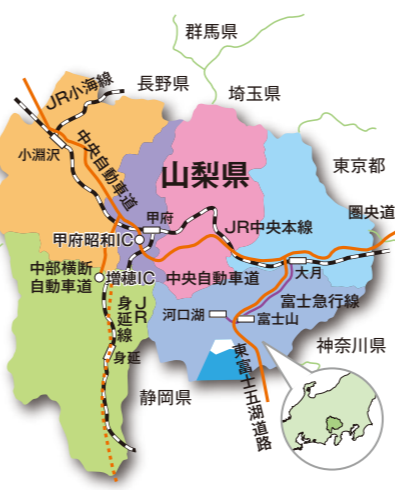 群馬県
長野県
埼玉県
JR小海線
中央自動車道
小淵沢
山梨県
東京都
圏央道
甲府
甲府昭和IC
JR中央本線
中部横断
自動車道
増穂IC
中央自動車道
大月
JR
身延線
河口湖
富士急行線
富士山
身延
静岡県
東富士五湖道路
神奈川県